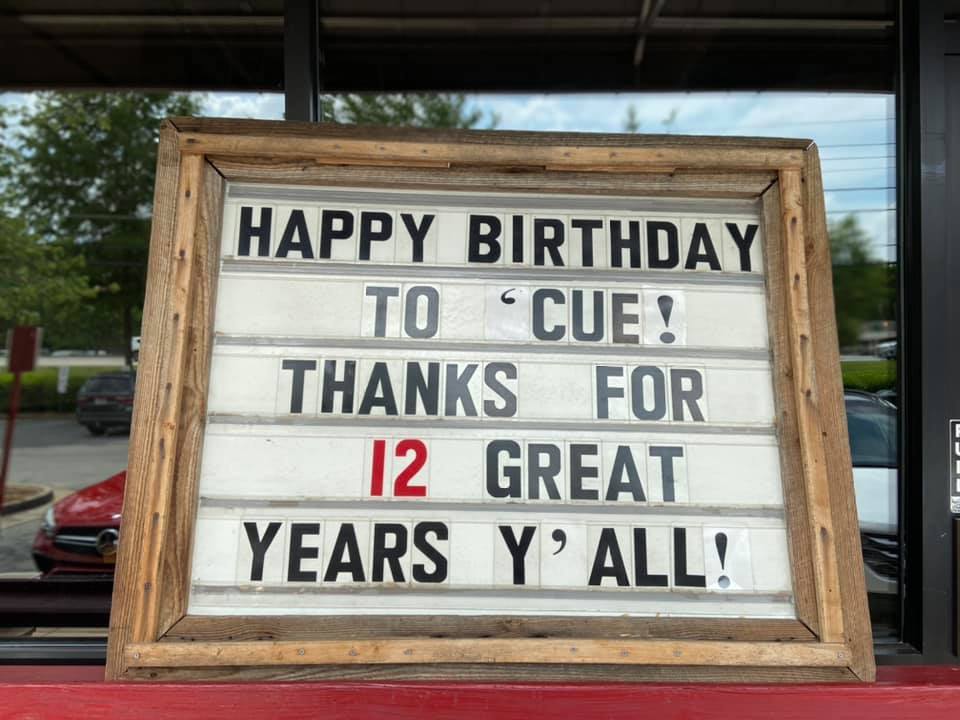 HAPPY BIRTHDAY
TO ‘CUE!
THANKS FOR
12 GREAT
YEARS Y’ALL!